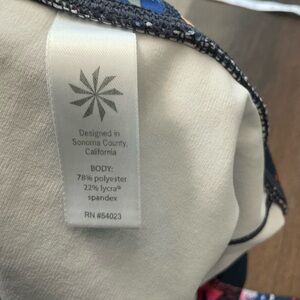 Designed in
Sonoma County,
California
BODY:
78% polyester
22% lycra®
spandex
RN #54023